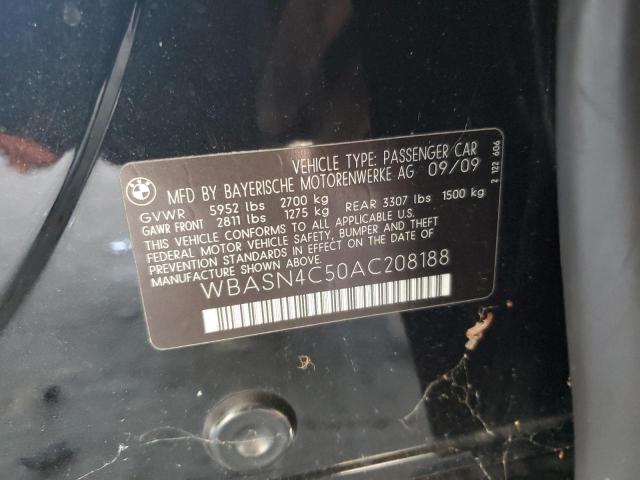 BMW
VEHICLE TYPE: PASSENGER CAR
MFD BY BAYERISCHE MOTORENWERKE AG 09/09
GVWR 5952 lbs 2700 kg
GAWR FRONT 2811 lbs 1275 kg REAR 3307 lbs 1500 kg
THIS VEHICLE CONFORMS TO ALL APPLICABLE U.S.
FEDERAL MOTOR VEHICLE SAFETY, BUMPER AND THEFT
PREVENTION STANDARDS IN EFFECT ON THE DATE OF
MANUFACTURE SHOWN ABOVE.
WBASN4C50AC208188
2 122 606